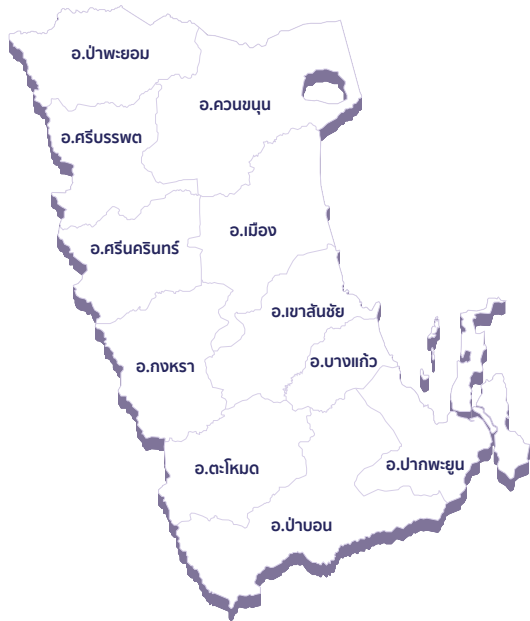 อ.ป่าพะยอม
อ.ควนขนุน
อ.ศรีบรรพต
อ.เมือง
อ.ศรีนครินทร์
อ.เขาสันชัย
อ.บางแก้ว
อ.กงหรา
อ.ตะโหมด
อ.ปากพะยูน
อ.ป่าบอน